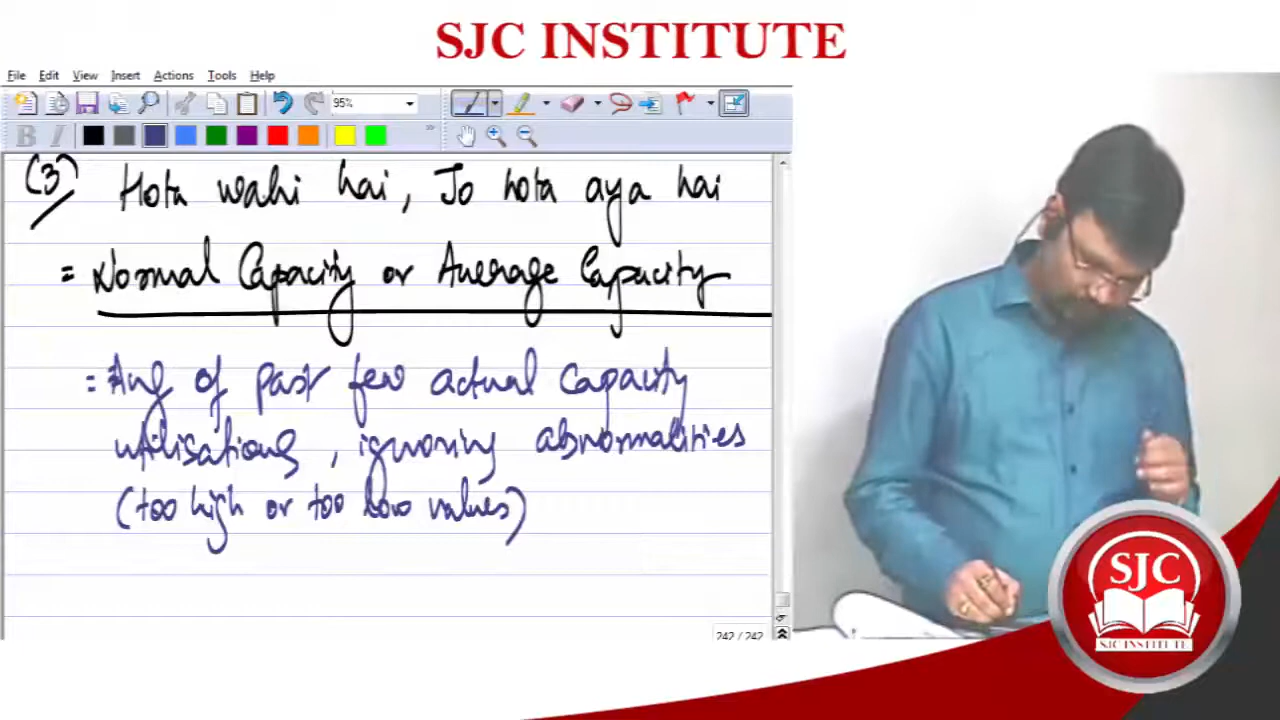 SJC INSTITUTE
File Edit View Insert Actions Tools Help
95%
(3) Hota wahi hai, Jo hota aya hai
= Normal Capacity or Average Capacity
= Avg of past few actual capacity
utilisations, ignoring abnormalities
(too high or too low values)
242 / 242
SJC
SJC INSTITUTE